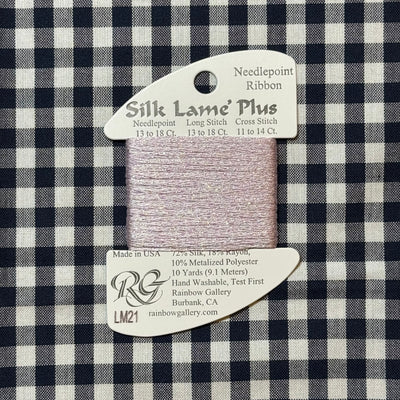 Needlepoint
Ribbon
Silk Lamé Plus
Needlepoint Long Stitch Cross Stitch
13 to 18 Ct. 13 to 18 Ct. 11 to 14 Ct.
Made in USA
72% Silk, 18% Rayon,
10% Metalized Polyester
10 Yards (9.1 Meters)
Hand Washable, Test First
Rainbow Gallery
Burbank, CA
rainbowgallery.com
RG
LM21